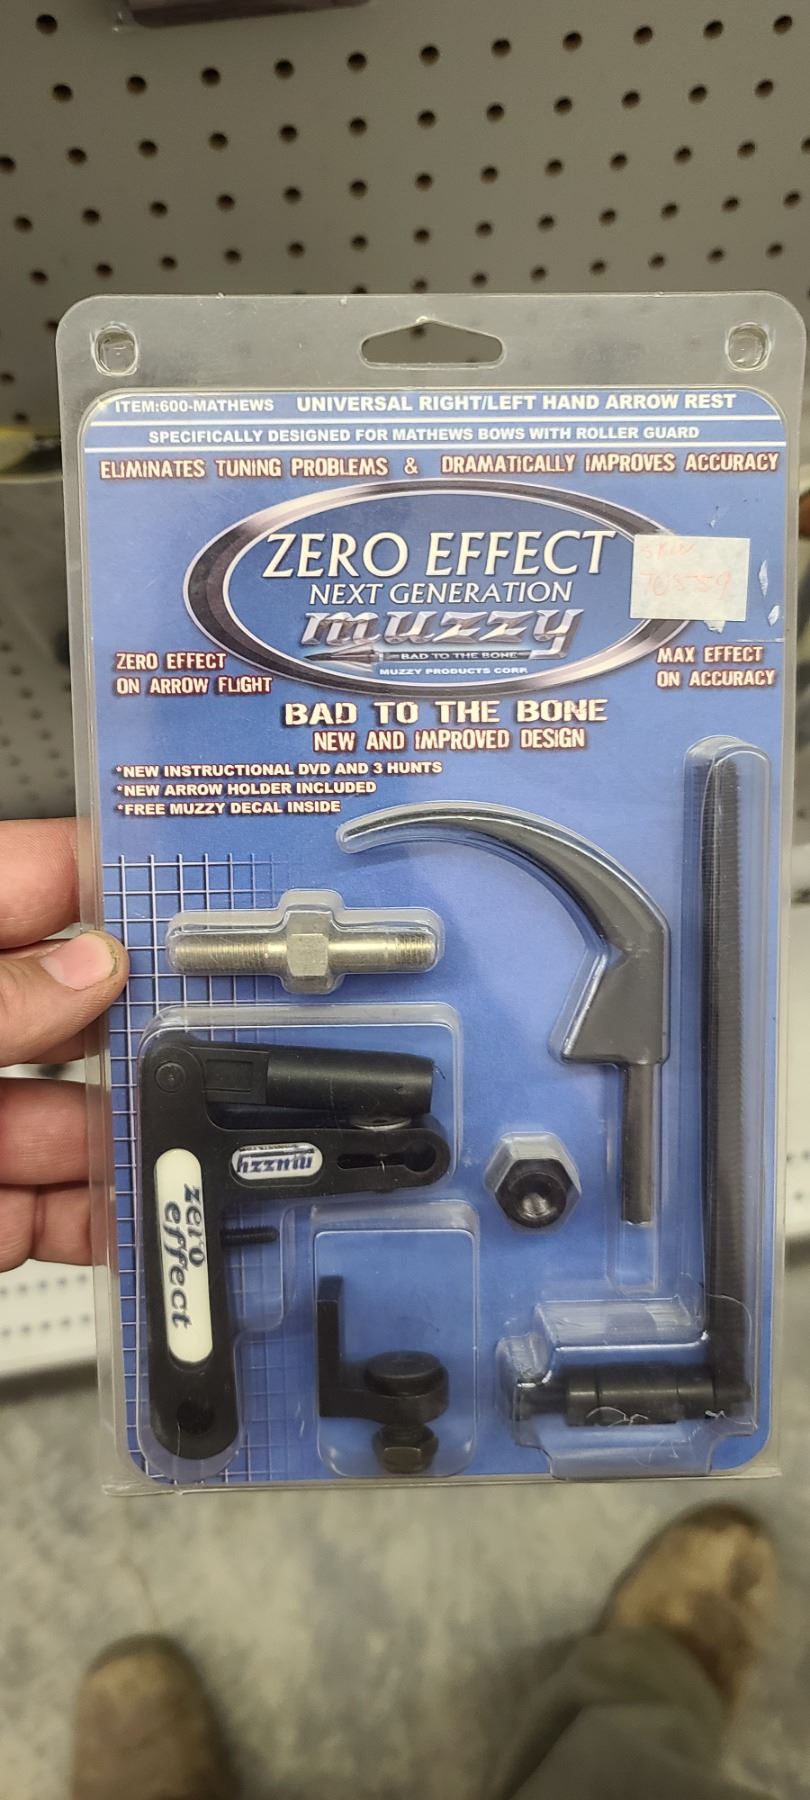 ITEM:600-MATHEWS UNIVERSAL RIGHT/LEFT HAND ARROW REST
SPECIFICALLY DESIGNED FOR MATHEWS BOWS WITH ROLLER GUARD
ELIMINATES TUNING PROBLEMS & DRAMATICALLY IMPROVES ACCURACY
ZERO EFFECT
NEXT GENERATION
muzzy
BAD TO THE BONE
MUZZY PRODUCTS CORP.
SKU
70559
ZERO EFFECT
ON ARROW FLIGHT
MAX EFFECT
ON ACCURACY
BAD TO THE BONE
NEW AND IMPROVED DESIGN
*NEW INSTRUCTIONAL DVD AND 3 HUNTS
*NEW ARROW HOLDER INCLUDED
*FREE MUZZY DECAL INSIDE
muzzy
zero
effect